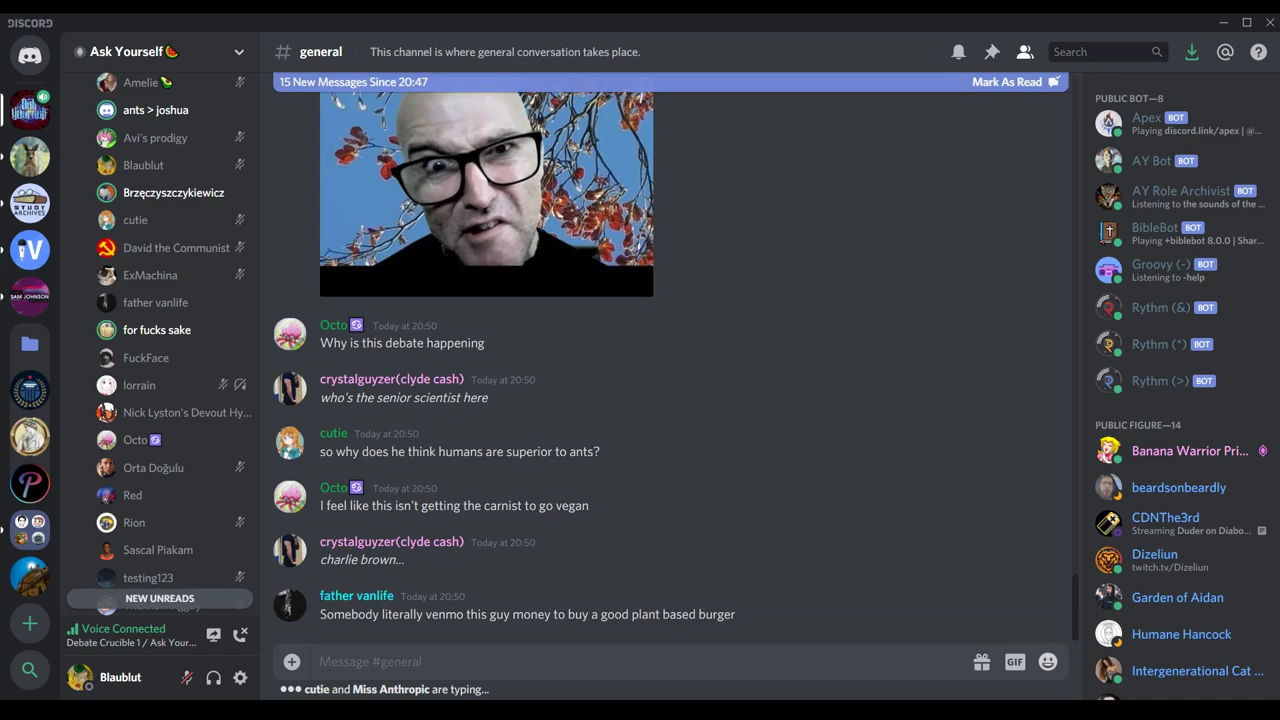 DISCORD
Ask Yourself
general
This channel is where general conversation takes place.
Search
Amelie
ants > joshua
Avi's prodigy
Blaublut
Brzęczyszczykiewicz
cutie
David the Communist
ExMachina
father vanlife
for fucks sake
FuckFace
lorrain
Nick Lyston's Devout Hy...
Octo
Orta Doğulu
Red
Rion
Sascal Piakam
testing123
NEW UNREADS
Voice Connected
Debate Crucible 1 / Ask Your...
Blaublut
STUDY
ARCHIVES
SAM JOHNSON
15 New Messages Since 20:47
Mark As Read
Octo Today at 20:50
Why is this debate happening
crystalguyzer(clyde cash) Today at 20:50
who's the senior scientist here
cutie Today at 20:50
so why does he think humans are superior to ants?
Octo Today at 20:50
I feel like this isn't getting the carnist to go vegan
crystalguyzer(clyde cash) Today at 20:50
charlie brown...
father vanlife Today at 20:50
Somebody literally venmo this guy money to buy a good plant based burger
Message #general
GIF
cutie and Miss Anthropic are typing...
PUBLIC BOT—8
Apex BOT
Playing discord.link/apex | @...
AY Bot BOT
AY Role Archivist BOT
Listening to the sounds of the ...
BibleBot BOT
Playing +biblebot 8.0.0 | Shar...
Groovy (-) BOT
Listening to -help
Rythm (&) BOT
Rythm (*) BOT
Rythm (>) BOT
PUBLIC FIGURE—14
Banana Warrior Pri...
beardsonbeardly
CDNThe3rd
Streaming Duder on Diabo...
Dizeliun
twitch.tv/Dizeliun
Garden of Aidan
Humane Hancock
Intergenerational Cat ...